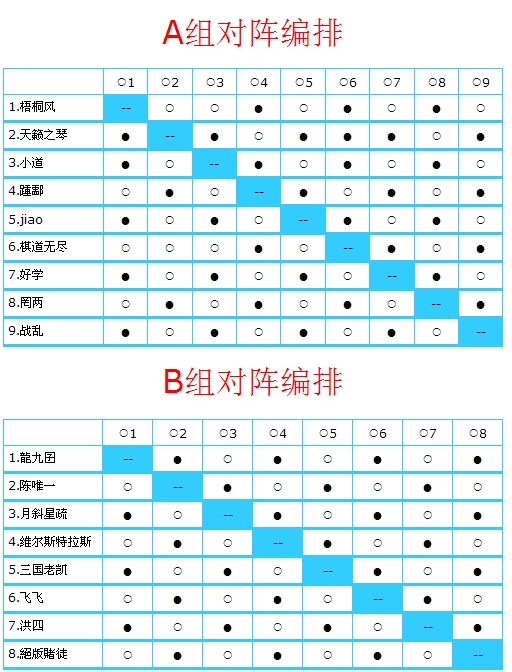 A组对阵编排
○1 ○2 ○3 ○4 ○5 ○6 ○7 ○8 ○9
1.梧桐风 -- ○ ○ ● ○ ● ○ ● ○
2.天籁之琴 ● -- ● ○ ● ● ● ○ ●
3.小道 ● ○ -- ● ○ ● ○ ● ○
4.踵鄢 ○ ● ○ -- ● ○ ● ○ ●
5.jiao ● ○ ● ○ -- ● ○ ● ○
6.棋道无尽 ○ ○ ○ ● ○ -- ● ○ ●
7.好学 ● ○ ● ○ ● ○ -- ● ○
8.罔两 ○ ● ○ ● ○ ● ○ -- ●
9.战乱 ● ○ ● ○ ● ○ ● ○ --
B组对阵编排
○1 ○2 ○3 ○4 ○5 ○6 ○7 ○8
1.龍九囝 -- ● ○ ● ○ ● ○ ●
2.陈唯一 ○ -- ● ○ ● ○ ● ○
3.月斜星疏 ● ○ -- ● ○ ● ○ ●
4.维尔斯特拉斯 ○ ● ○ -- ● ○ ● ○
5.三国老凯 ● ○ ● ○ -- ● ○ ●
6.飞飞 ○ ● ○ ● ○ -- ● ○
7.洪四 ● ○ ● ○ ● ○ -- ●
8.絕版賭徒 ○ ● ○ ● ○ ● ○ --